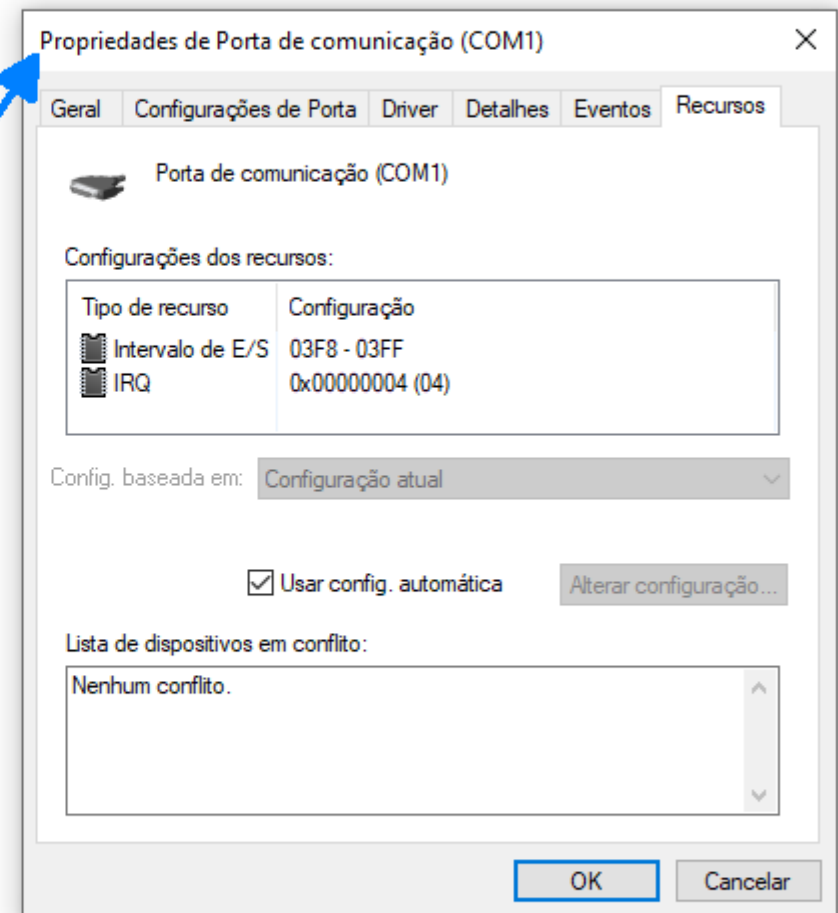 Propriedades de Porta de comunicação (COM1)
Geral Configurações de Porta Driver Detalhes Eventos Recursos
Porta de comunicação (COM1)
Configurações dos recursos:
Tipo de recurso Configuração
Intervalo de E/S 03F8 - 03FF
IRQ 0x00000004 (04)
Config. baseada em: Configuração atual
Usar config. automática Alterar configuração...
Lista de dispositivos em conflito:
Nenhum conflito.
OK Cancelar